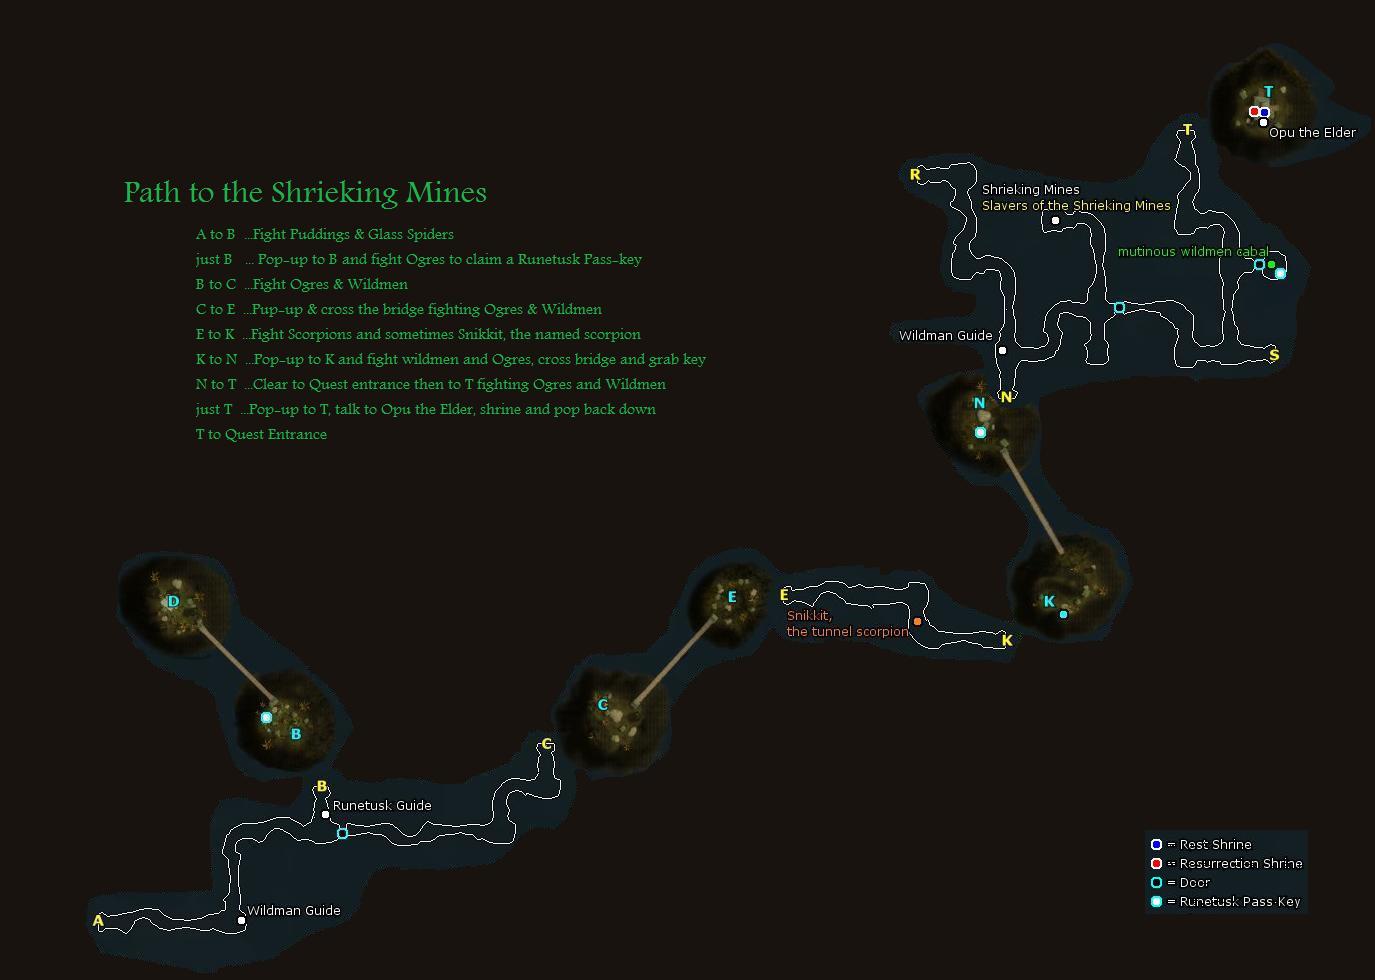 Path to the Shrieking Mines
A to B ...Fight Puddings & Glass Spiders
just B ... Pop-up to B and fight Ogres to claim a Runetusk Pass-key
B to C ...Fight Ogres & Wildmen
C to E ...Pup-up & cross the bridge fighting Ogres & Wildmen
E to K ...Fight Scorpions and sometimes Snikkit, the named scorpion
K to N ...Pop-up to K and fight wildmen and Ogres, cross bridge and grab key
N to T ...Clear to Quest entrance then to T fighting Ogres and Wildmen
just T ...Pop-up to T, talk to Opu the Elder, shrine and pop back down
T to Quest Entrance
T
Opu the Elder
T
R
Shrieking Mines
Slavers of the Shrieking Mines
mutinous wildmen cabal
Wildman Guide
S
N
N
K
K
E
E
Snikkit,
the tunnel scorpion
D
B
C
C
B
Runetusk Guide
A
Wildman Guide
= Rest Shrine
= Resurrection Shrine
= Door
= Runetusk Pass-Key